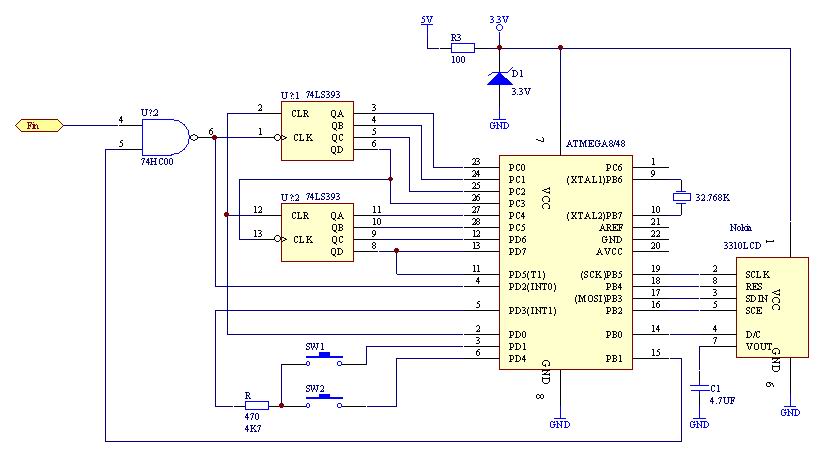 5V
3.3V
R3
100
D1
3.3V
GND
Fin
4
5
U?:2
6
74HC00
U?:1 74LS393
2 CLR QA 3
QB 4
1 CLK QC 5
QD 6
U?:2 74LS393
12 CLR QA 11
QB 10
13 CLK QC 9
QD 8
7
ATMEGA8/48
VCC
23 PC0 PC6 1
24 PC1 (XTAL1)PB6 9
25 PC2
26 PC3
27 PC4 (XTAL2)PB7 10
28 PC5 AREF 21
12 PD6 GND 22
13 PD7 AVCC 20
11 PD5(T1) (SCK)PB5 19
4 PD2(INT0) PB4 18
(MOSI)PB3 17
5 PD3(INT1) PB2 16
2 PD0 PB0 14
3 PD1
6 PD4 PB1 15
GND
8
GND
32.768K
Nokia
3310LCD
1
VCC
2 SCLK
8 RES
3 SDIN
5 SCE
4 D/C
7 VOUT
GND
6
GND
C1
4.7UF
GND
SW1
SW2
R
470
4K7